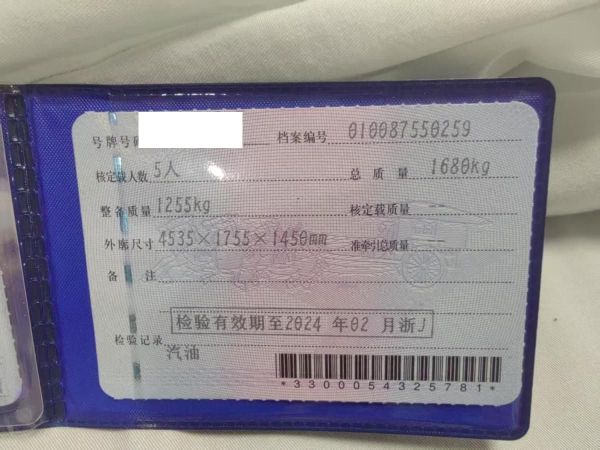 号牌号码 档案编号 010087550259
核定载人数 5人 总质量 1680kg
整备质量 1255kg 核定载质量
外廓尺寸 4535×1755×1450mm 准牵引总质量 --
备注
检验有效期至2024 年02 月浙J
检验记录
汽油
*3300054325781*